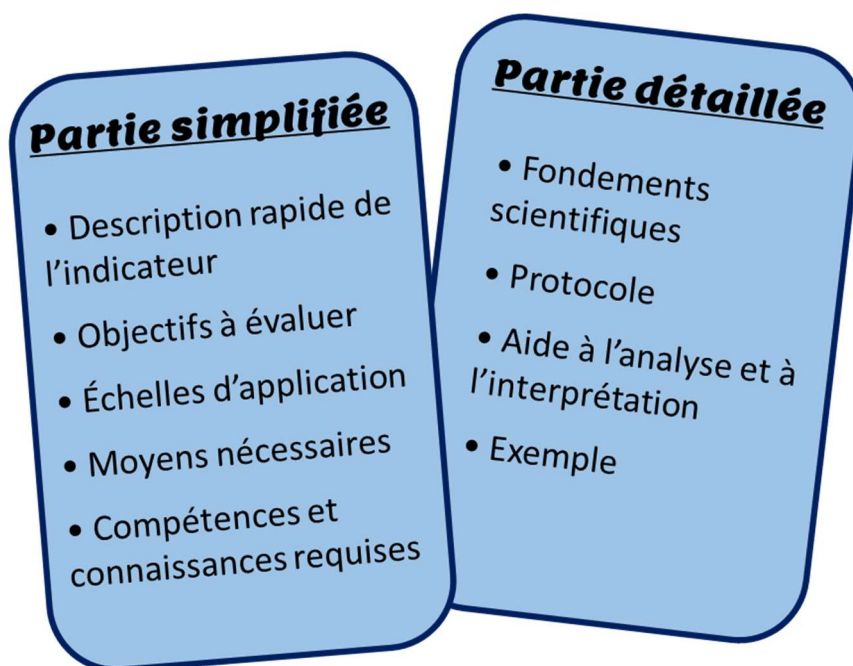 Partie simplifiée
• Description rapide de
l’indicateur
• Objectifs à évaluer
• Échelles d’application
• Moyens nécessaires
• Compétences et
connaissances requises
Partie détaillée
• Fondements
scientifiques
• Protocole
• Aide à l’analyse et à
l’interprétation
• Exemple